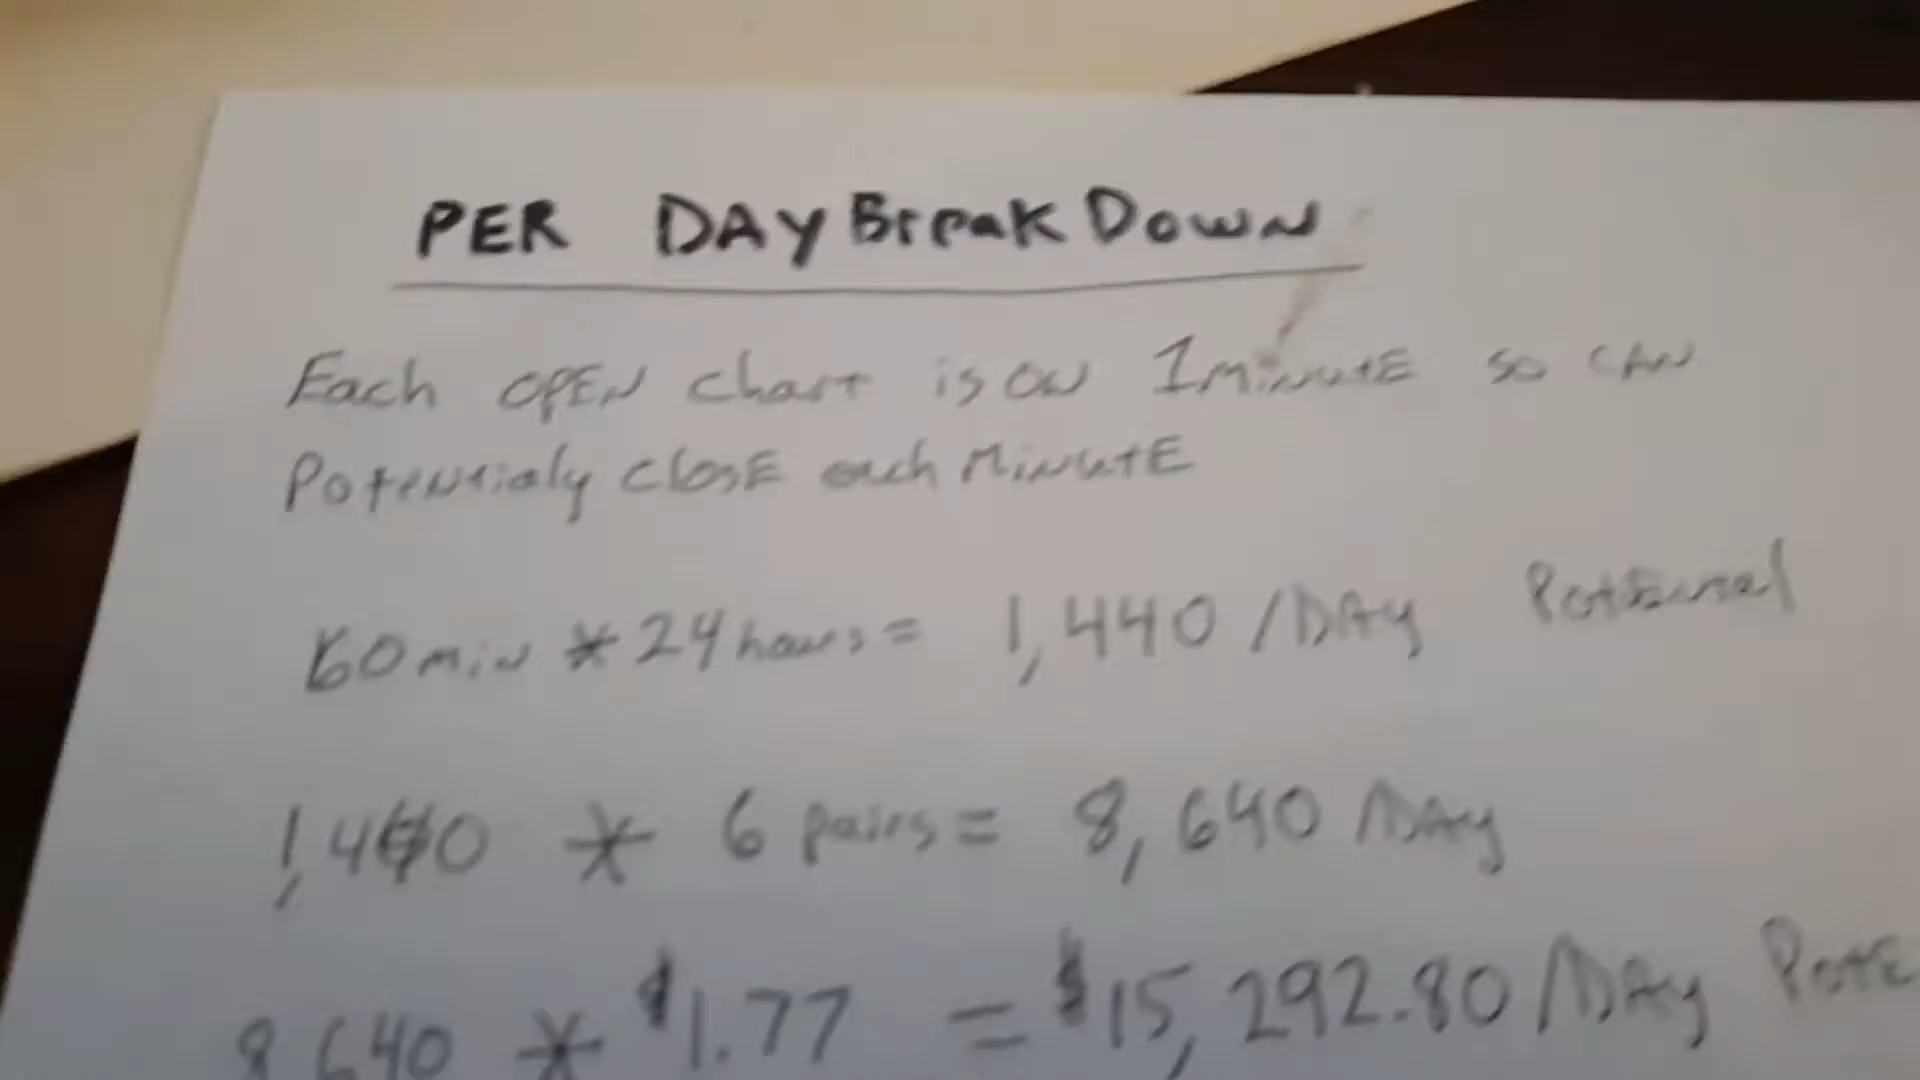 PER DAY BreakDown
Each OPEN chart is on 1 minutE so CAN
Potentialy closE each MinutE
60 min * 24 hours = 1,440 /DAy Potential
1,440 * 6 pairs = 8,640 /DAy
8,640 * $1.77 = $15,292.80 /DAy PotE